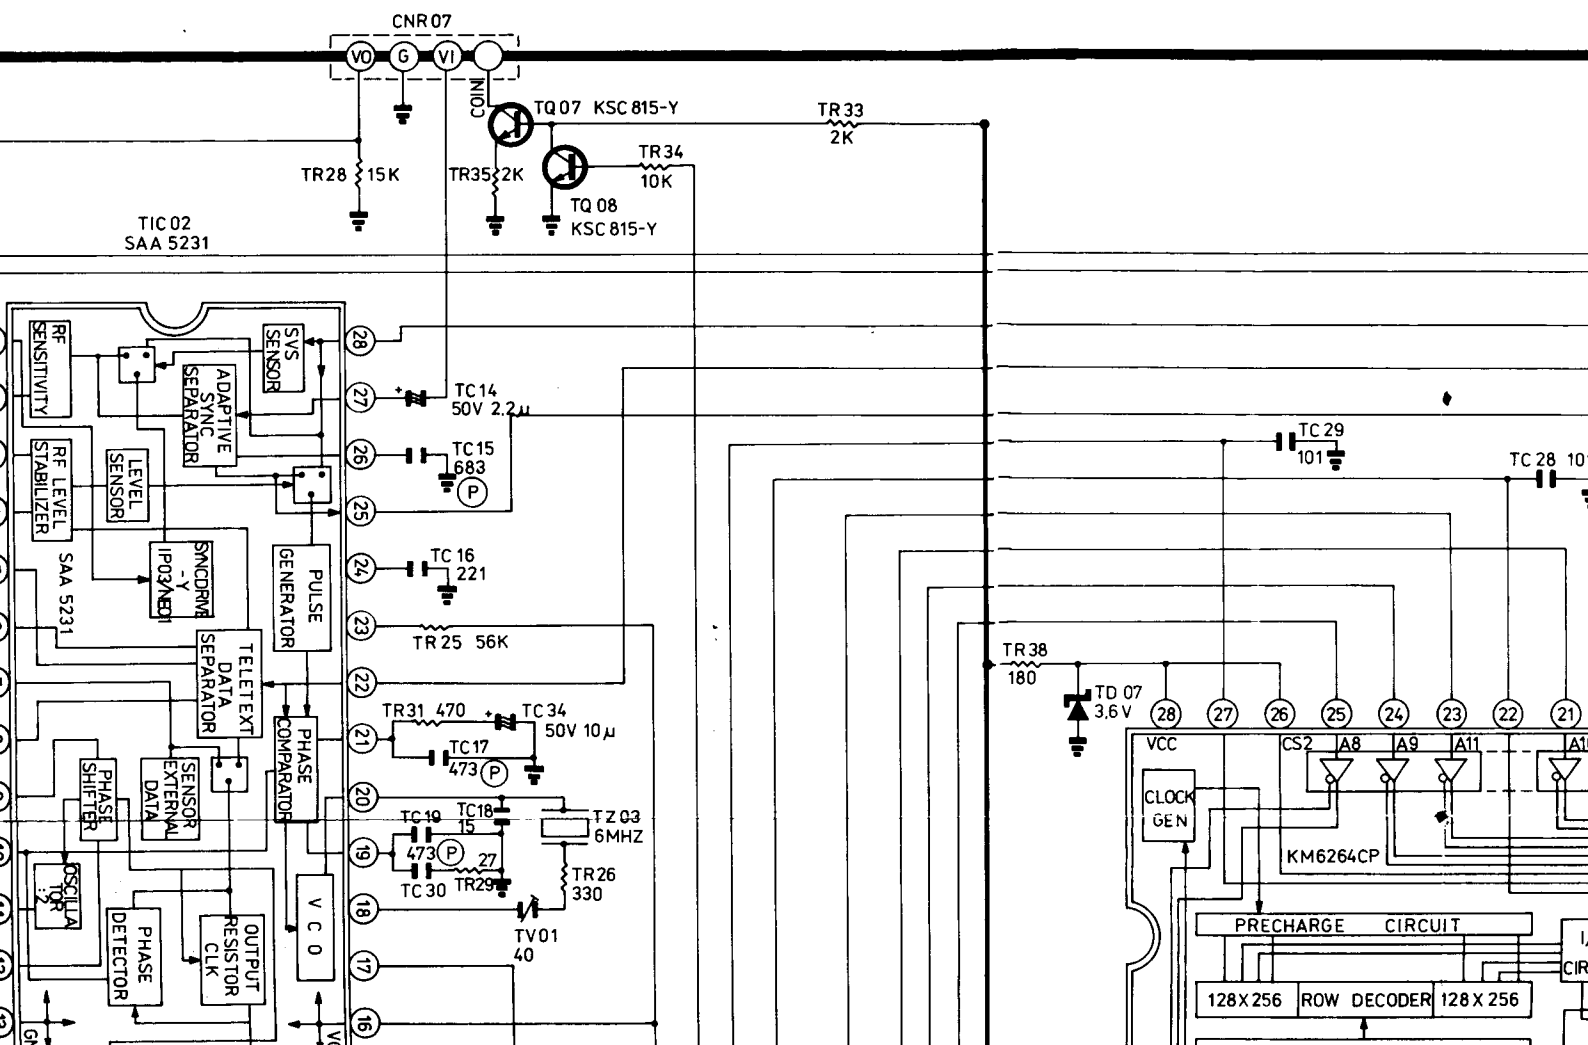 CNR07
VO G VI
COIN
TQ07 KSC815-Y
TR33
2K
TR34
10K
TR28 15K
TR35 2K
TQ08
KSC815-Y
TIC02
SAA 5231
RF SENSITIVITY
SVS SENSOR
28
ADAPTIVE SYNC SEPARATOR
27
+
TC14
50V 2.2µ
26
TC15
683
P
RF LEVEL STABILIZER
LEVEL SENSOR
25
TC29
101
TC28
SAA 5231
SYNCDRIVE
-Y
PULSE GENERATOR
24
TC16
221
23
TR25 56K
TELETEXT DATA SEPARATOR
22
TR38
180
TD07
3,6V
PHASE COMPARATOR
TR31 470
+
TC34
50V 10µ
21
TC17
473 P
28 27 26 25 24 23 22 21
VCC CS2 A8 A9 A11
PHASE SHIFTER
SENSOR EXTERNAL DATA
20
TC19
TC18
15
TZ03
6MHZ
CLOCK GEN
19
473 P
27
TC30
TR29
TR26
330
KM6264CP
OSCILLATOR
:2
VCO
18
TV01
40
PHASE DETECTOR
OUTPUT RESISTOR CLK
PRECHARGE CIRCUIT
17
128X256 ROW DECODER 128X256
16